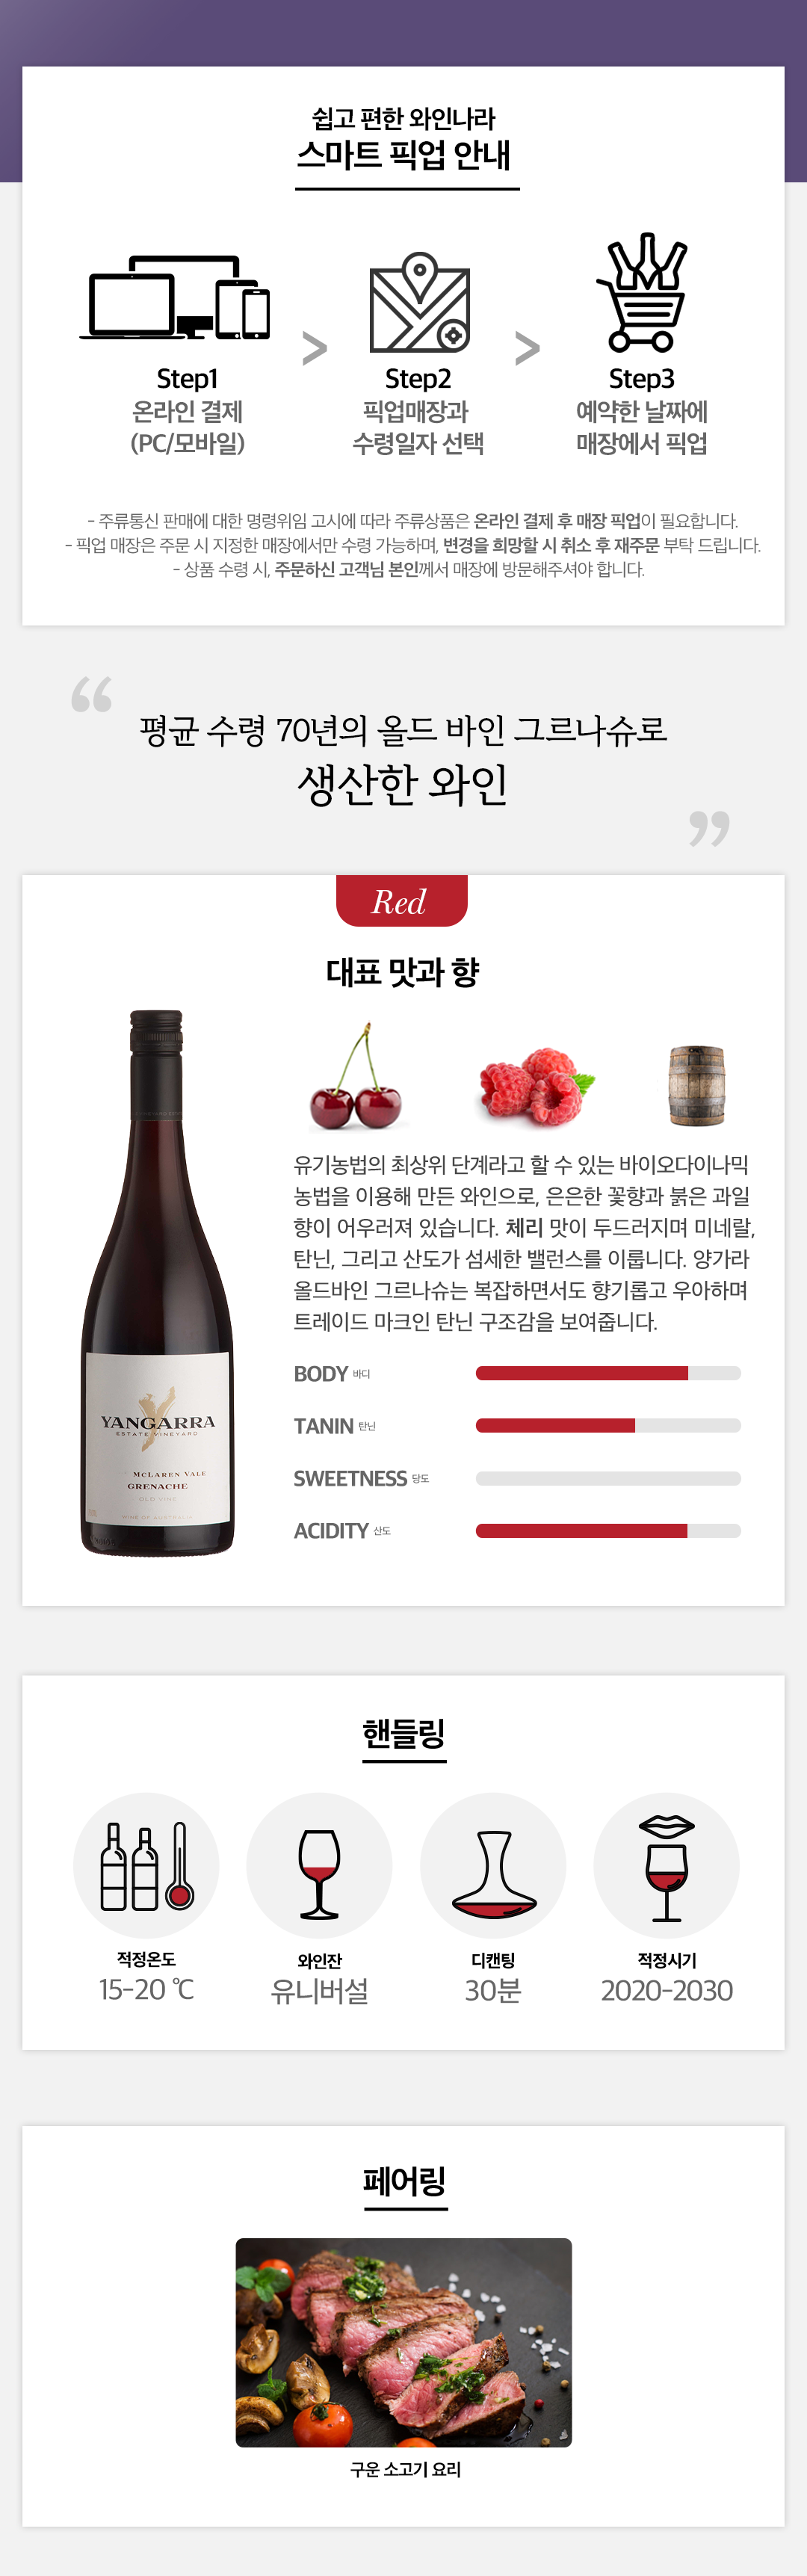 쉽고 편한 와인나라
스마트 픽업 안내
Step1
온라인 결제
(PC/모바일)
>
Step2
픽업매장과
수령일자 선택
>
Step3
예약한 날짜에
매장에서 픽업
- 주류통신 판매에 대한 명령위임 고시에 따라 주류상품은 온라인 결제 후 매장 픽업이 필요합니다.
- 픽업 매장은 주문 시 지정한 매장에서만 수령 가능하며, 변경을 희망할 시 취소 후 재주문 부탁 드립니다.
- 상품 수령 시, 주문하신 고객님 본인께서 매장에 방문해주셔야 합니다.
“
평균 수령 70년의 올드 바인 그르나슈로
생산한 와인
”
Red
대표 맛과 향
유기농법의 최상위 단계라고 할 수 있는 바이오다이나믹
농법을 이용해 만든 와인으로, 은은한 꽃향과 붉은 과일
향이 어우러져 있습니다. 체리 맛이 두드러지며 미네랄,
탄닌, 그리고 산도가 섬세한 밸런스를 이룹니다. 양가라
올드바인 그르나슈는 복잡하면서도 향기롭고 우아하며
트레이드 마크인 탄닌 구조감을 보여줍니다.
YANGARRA
ESTATE VINEYARD
McLAREN VALE
GRENACHE
OLD VINE
WINE OF AUSTRALIA
BODY 바디
TANIN 탄닌
SWEETNESS 당도
ACIDITY 산도
핸들링
적정온도
15-20 ℃
와인잔
유니버설
디캔팅
30분
적정시기
2020-2030
페어링
구운 소고기 요리